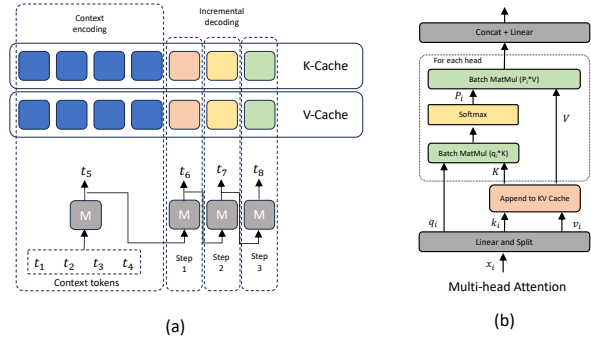 Context
encoding
Incremental
decoding
K-Cache
V-Cache
t5
t6
t7
t8
M
M
M
M
t1 t2 t3 t4
Context tokens
Step
1
Step
2
Step
3
(a)
Concat + Linear
For each head
Batch MatMul (Pi*V)
Pi
Softmax
V
Batch MatMul (qi*K)
K
Append to KV Cache
qi
ki
vi
Linear and Split
xi
Multi-head Attention
(b)